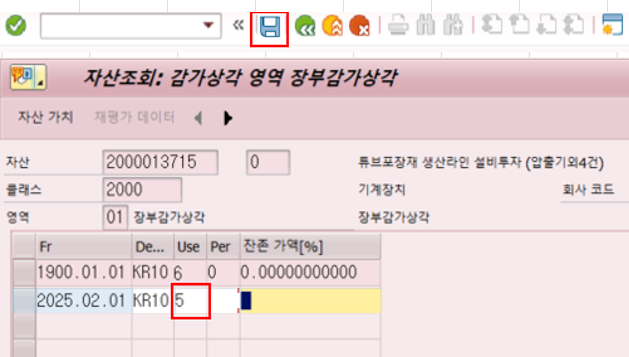 자산조회: 감가상각 영역 장부감가상각
자산 가치 재평가 데이터
자산 2000013715 0 튜브포장재 생산라인 설비투자 (압출기외4건)
클래스 2000 기계장치 회사 코드
영역 01 장부감가상각 장부감가상각
Fr De... Use Per 잔존 가액[%]
1900.01.01 KR10 6 0 0.00000000000
2025.02.01 KR10 5